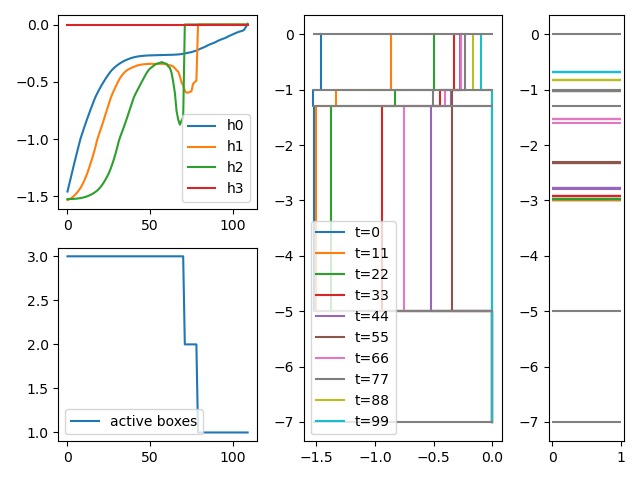 0.0
−0.5
−1.0
−1.5
0
50
100
h0
h1
h2
h3
3.0
2.5
2.0
1.5
1.0
0
50
100
active boxes
0
−1
−2
−3
−4
−5
−6
−7
−1.5
−1.0
−0.5
0.0
t=0
t=11
t=22
t=33
t=44
t=55
t=66
t=77
t=88
t=99
0
−1
−2
−3
−4
−5
−6
−7
0
1